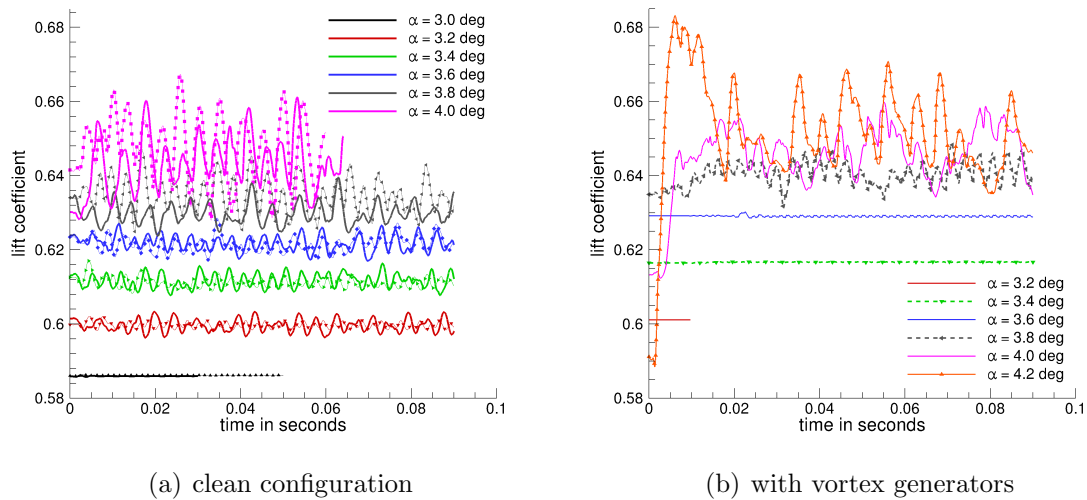 0.68
0.66
0.64
0.62
0.6
0.58
lift coefficient
0
0.02
0.04
0.06
0.08
0.1
time in seconds
α = 3.0 deg
α = 3.2 deg
α = 3.4 deg
α = 3.6 deg
α = 3.8 deg
α = 4.0 deg
(a) clean configuration
0.68
0.66
0.64
0.62
0.6
0.58
lift coefficient
0
0.02
0.04
0.06
0.08
0.1
time in seconds
α = 3.2 deg
α = 3.4 deg
α = 3.6 deg
α = 3.8 deg
α = 4.0 deg
α = 4.2 deg
(b) with vortex generators